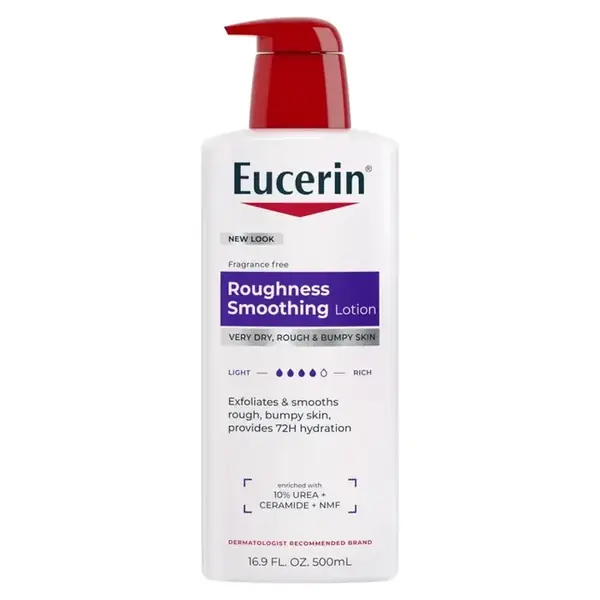 Eucerin®
NEW LOOK
Fragrance free
Roughness
Smoothing Lotion
VERY DRY, ROUGH & BUMPY SKIN
LIGHT — — RICH
Exfoliates & smooths
rough, bumpy skin,
provides 72H hydration
enriched with
10% UREA +
CERAMIDE + NMF
DERMATOLOGIST RECOMMENDED BRAND
16.9 FL. OZ. 500mL